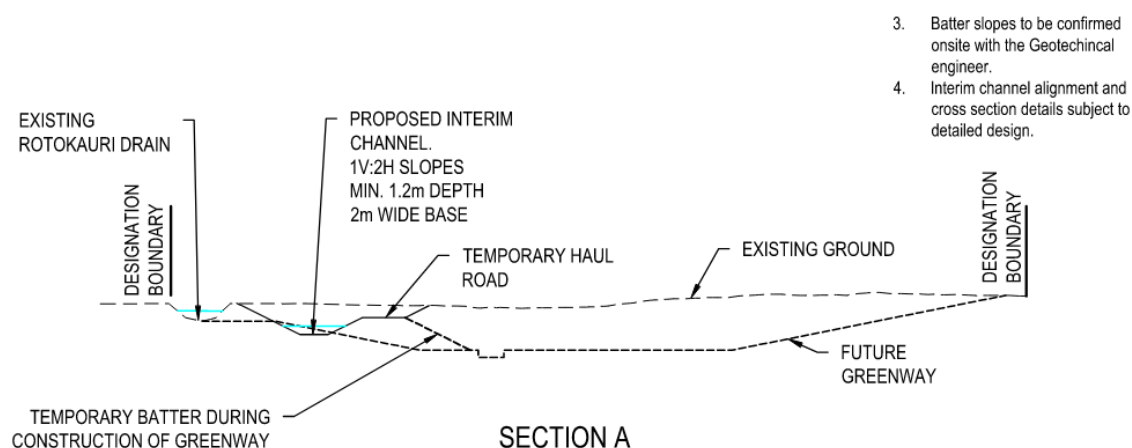 3. Batter slopes to be confirmed
onsite with the Geotechincal
engineer.
4. Interim channel alignment and
cross section details subject to
detailed design.
EXISTING
ROTOKAURI DRAIN
PROPOSED INTERIM
CHANNEL.
1V:2H SLOPES
MIN. 1.2m DEPTH
2m WIDE BASE
DESIGNATION
BOUNDARY
TEMPORARY HAUL
ROAD
EXISTING GROUND
DESIGNATION
BOUNDARY
FUTURE
GREENWAY
TEMPORARY BATTER DURING
CONSTRUCTION OF GREENWAY
SECTION A